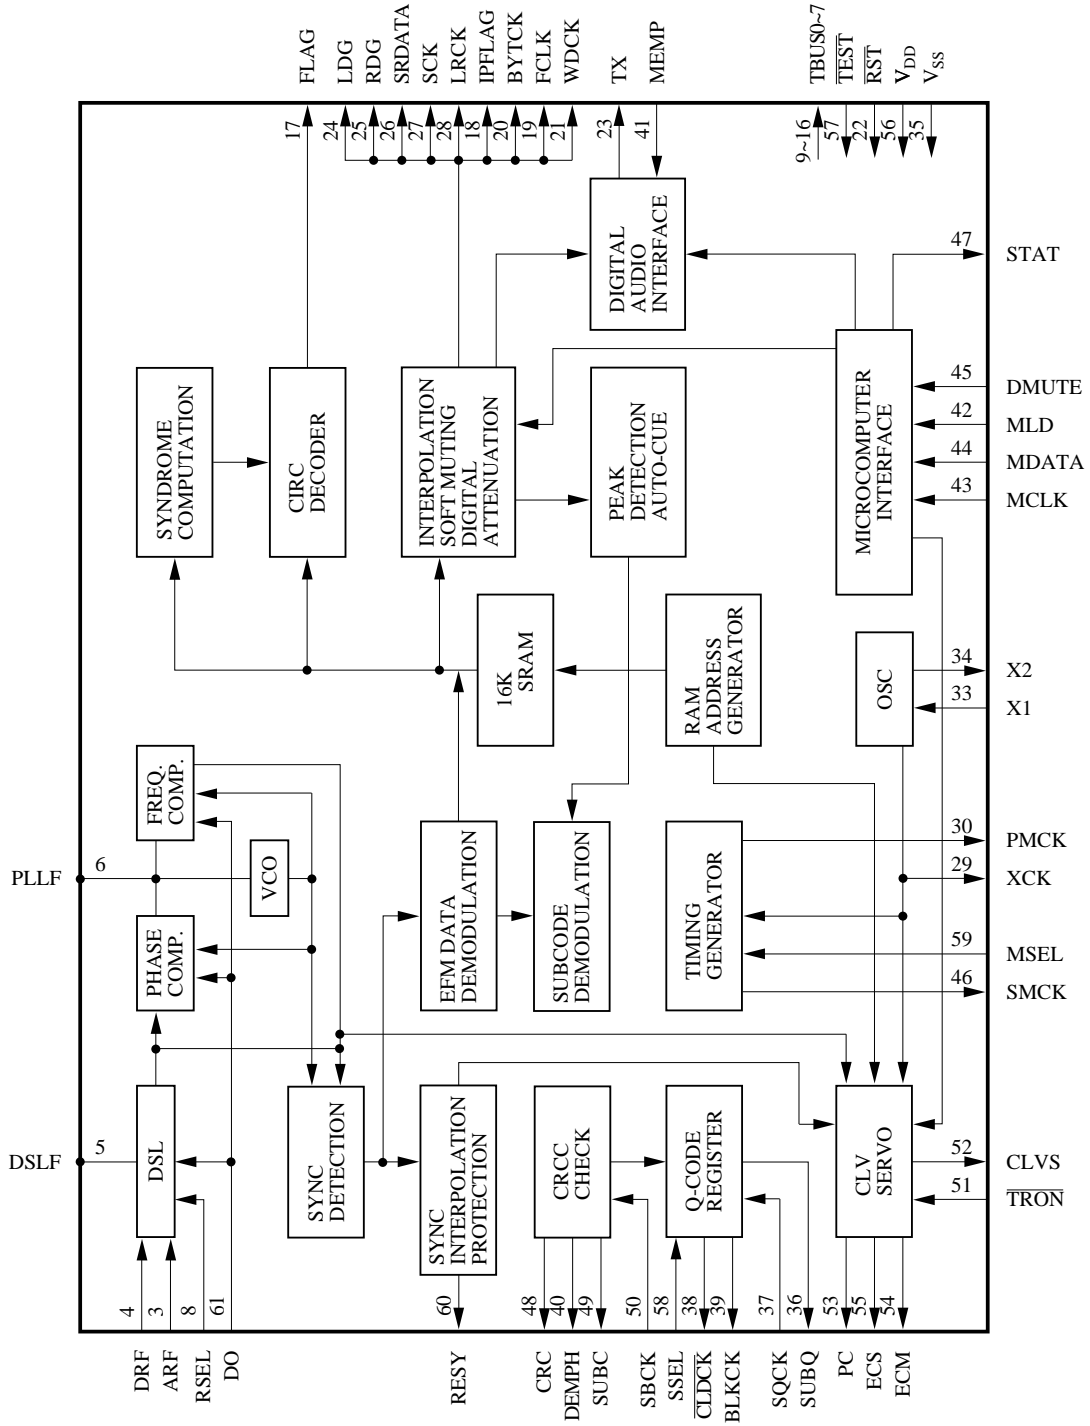 FLAG
LDG
RDG
SRDATA
SCK
LRCK
IPFLAG
BYTCK
FCLK
WDCK
TX
MEMP
TBUS0~7
TEST
RST
VDD
VSS
17
24
25
26
27
28
18
20
19
21
23
41
9~16
57
22
56
35
DIGITAL
AUDIO
INTERFACE
47
STAT
SYNDROME
COMPUTATION
CIRC
DECODER
INTERPOLATION
SOFT MUTING
DIGITAL
ATTENUATION
PEAK
DETECTION
AUTO-CUE
MICROCOMPUTER
INTERFACE
45
DMUTE
42
MLD
44
MDATA
43
MCLK
16K
SRAM
RAM
ADDRESS
GENERATOR
OSC
34
X2
33
X1
FREQ.
COMP.
PLLF
6
VCO
PHASE
COMP.
EFM DATA
DEMODULATION
SUBCODE
DEMODULATION
TIMING
GENERATOR
30
PMCK
29
XCK
59
MSEL
46
SMCK
DSLF
5
DSL
SYNC
DETECTION
SYNC
INTERPOLATION
PROTECTION
CRCC
CHECK
Q-CODE
REGISTER
CLV
SERVO
52
CLVS
51
TRON
4
3
8
61
60
48
40
49
50
58
38
39
37
36
53
55
54
DRF
ARF
RSEL
DO
RESY
CRC
DEMPH
SUBC
SBCK
SSEL
CLDCK
BLKCK
SQCK
SUBQ
PC
ECS
ECM